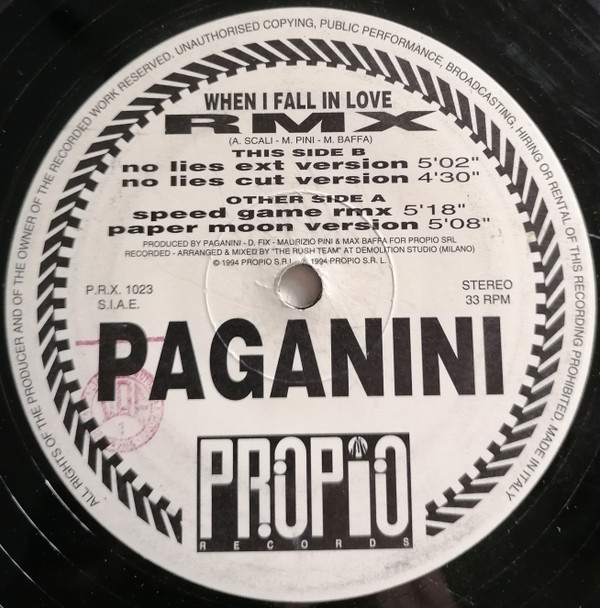 ALL RIGHTS OF THE PRODUCER AND OF THE OWNER OF THE RECORDED WORK RESERVED. UNAUTHORISED COPYING, PUBLIC PERFORMANCE, BROADCASTING, HIRING OR RENTAL OF THIS RECORDING PROHIBITED. MADE IN ITALY
WHEN I FALL IN LOVE
RMX
(A. SCALI - M. PINI - M. BAFFA)
THIS SIDE B
no lies ext version 5'02"
no lies cut version 4'30"
OTHER SIDE A
speed game rmx 5'18"
paper moon version 5'08"
PRODUCED BY PAGANINI - D. FIX - MAURIZIO PINI & MAX BAFFA FOR PROPIO SRL
RECORDED - ARRANGED & MIXED BY "THE RUSH TEAM" AT DEMOLITION STUDIO (MILANO)
© 1994 PROPIO S.R.L. 1994 PROPIO S.R.L.
P.R.X. 1023
S.I.A.E.
STEREO
33 RPM
PAGANINI
PROPIO
RECORDS